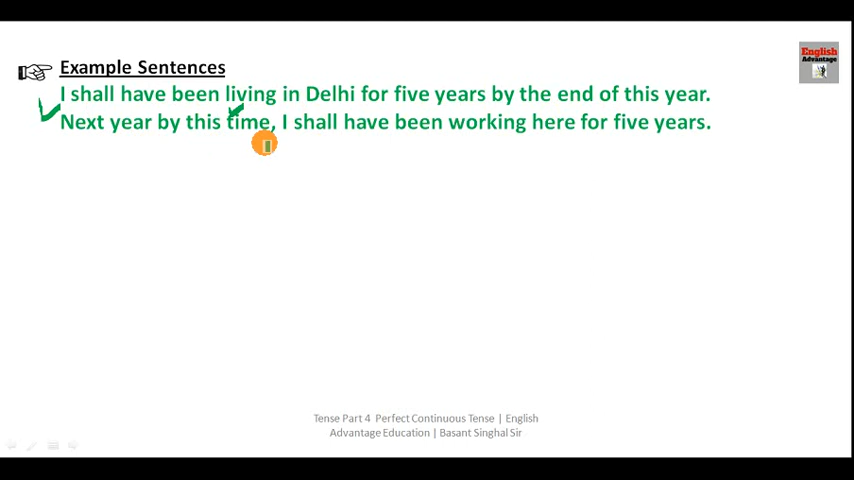 Example Sentences
English
Advantage
I shall have been living in Delhi for five years by the end of this year.
Next year by this time, I shall have been working here for five years.
Tense Part 4 Perfect Continuous Tense | English
Advantage Education | Basant Singhal Sir